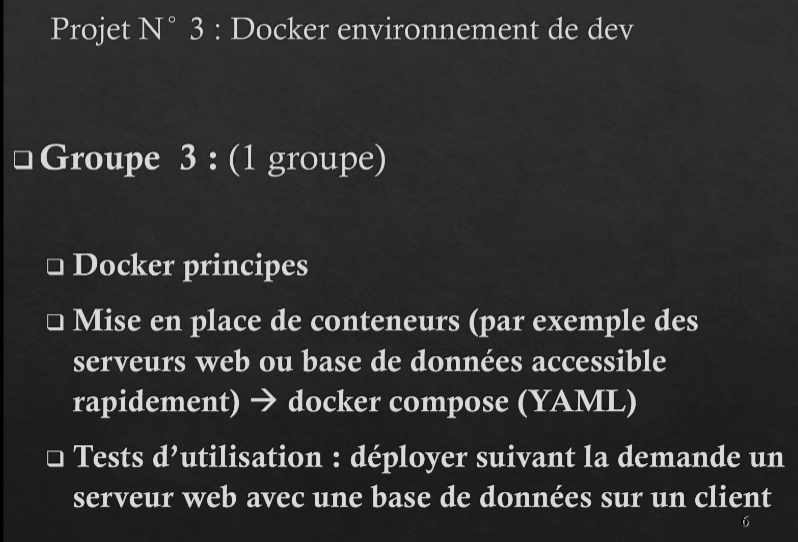 Projet N° 3 : Docker environnement de dev
❑ Groupe 3 : (1 groupe)
❑ Docker principes
❑ Mise en place de conteneurs (par exemple des
serveurs web ou base de données accessible
rapidement) → docker compose (YAML)
❑ Tests d’utilisation : déployer suivant la demande un
serveur web avec une base de données sur un client
6